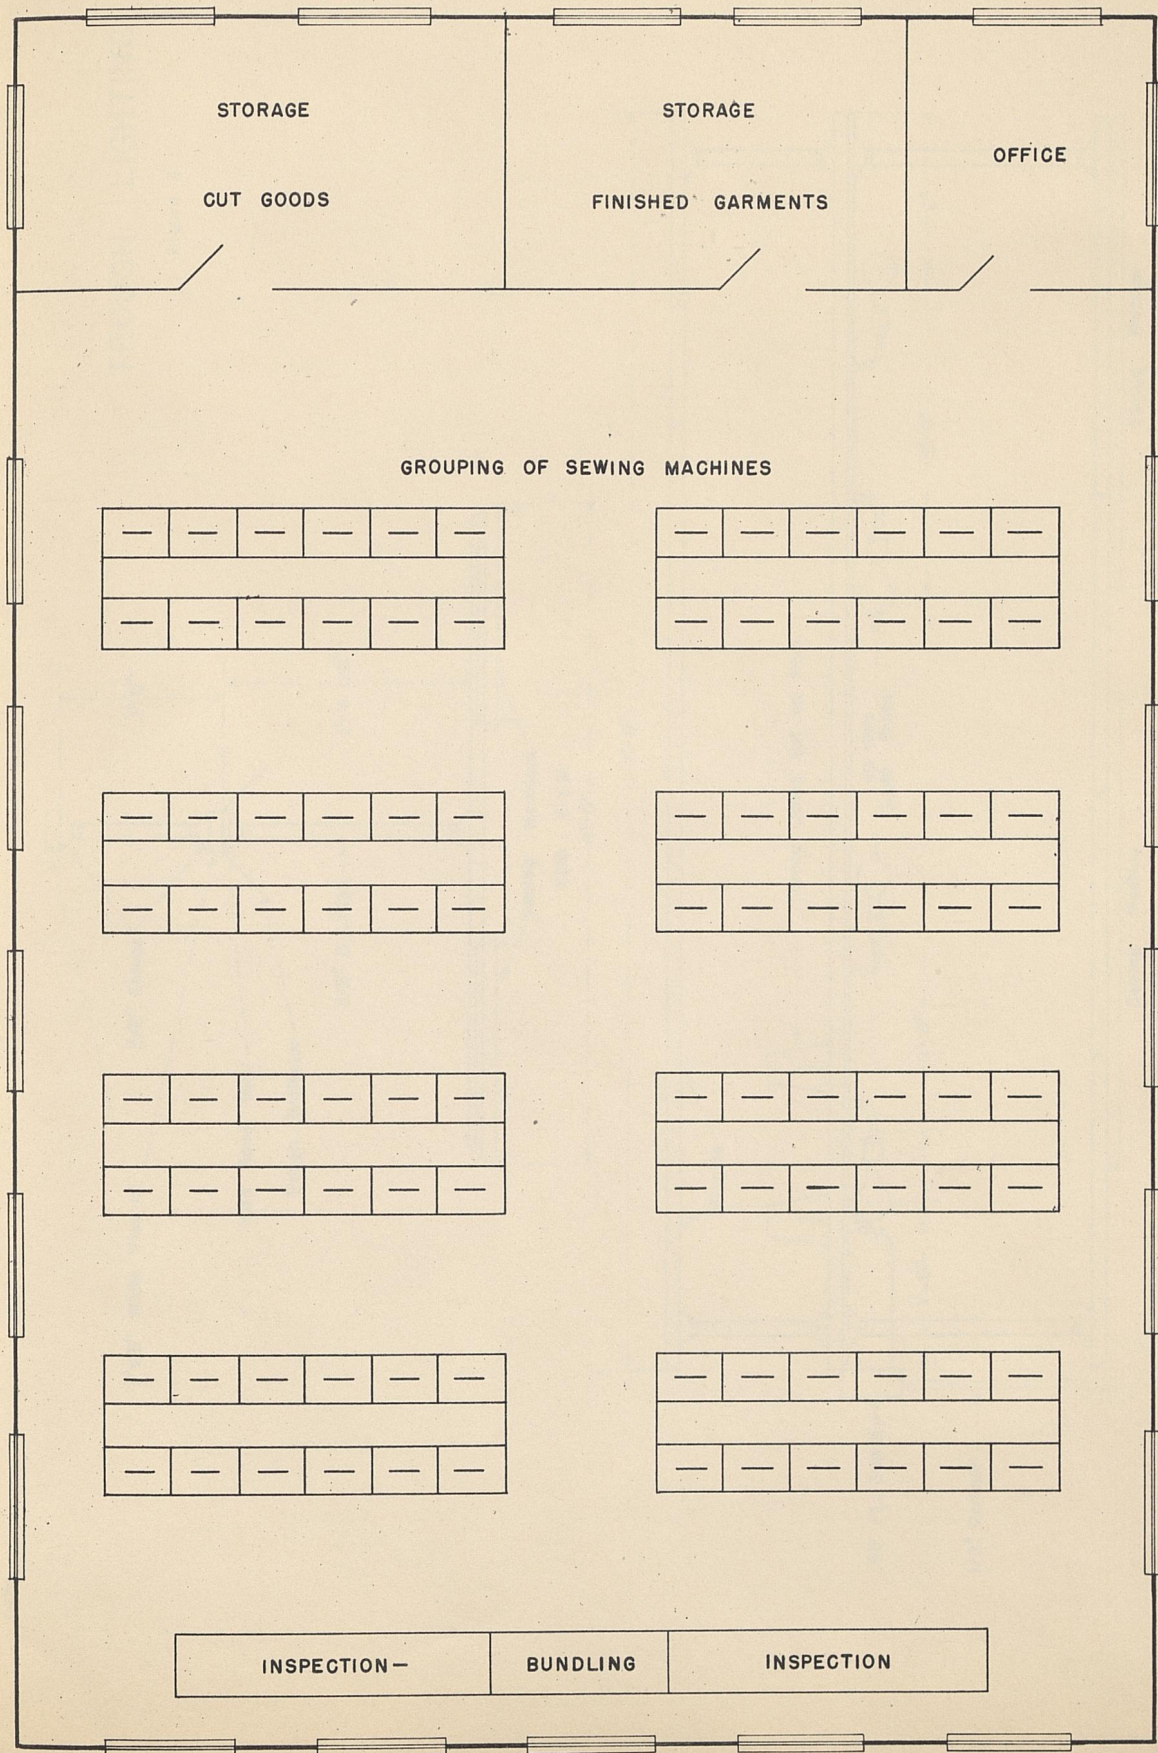 STORAGE
CUT GOODS
STORAGE
FINISHED GARMENTS
OFFICE
GROUPING OF SEWING MACHINES
INSPECTION—
BUNDLING
INSPECTION